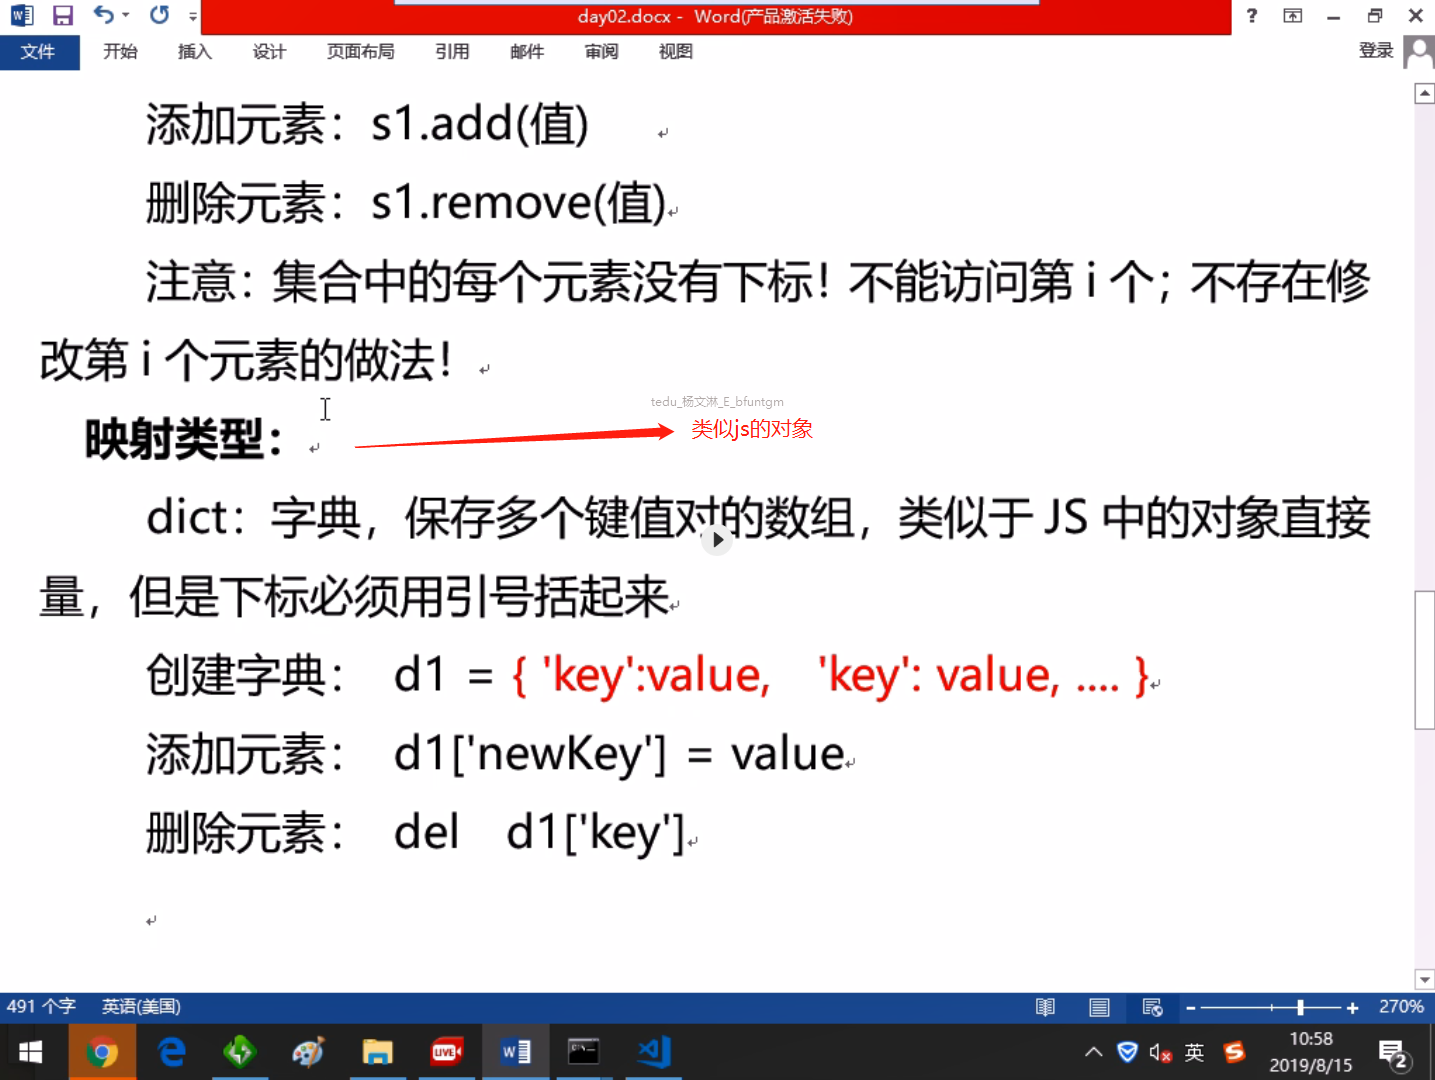 day02.docx - Word(产品激活失败)
文件 开始 插入 设计 页面布局 引用 邮件 审阅 视图 登录
添加元素：s1.add(值)
删除元素：s1.remove(值)
注意：集合中的每个元素没有下标！不能访问第 i 个；不存在修
改第 i 个元素的做法！
tedu_杨文淋_E_bfuntgm
映射类型：
类似js的对象
dict：字典，保存多个键值对的数组，类似于 JS 中的对象直接
量，但是下标必须用引号括起来
创建字典： d1 = { 'key':value, 'key': value, .... }
添加元素： d1['newKey'] = value
删除元素： del d1['key']
491 个字 英语(美国) 270%
LIVE
英
10:58
2019/8/15
2